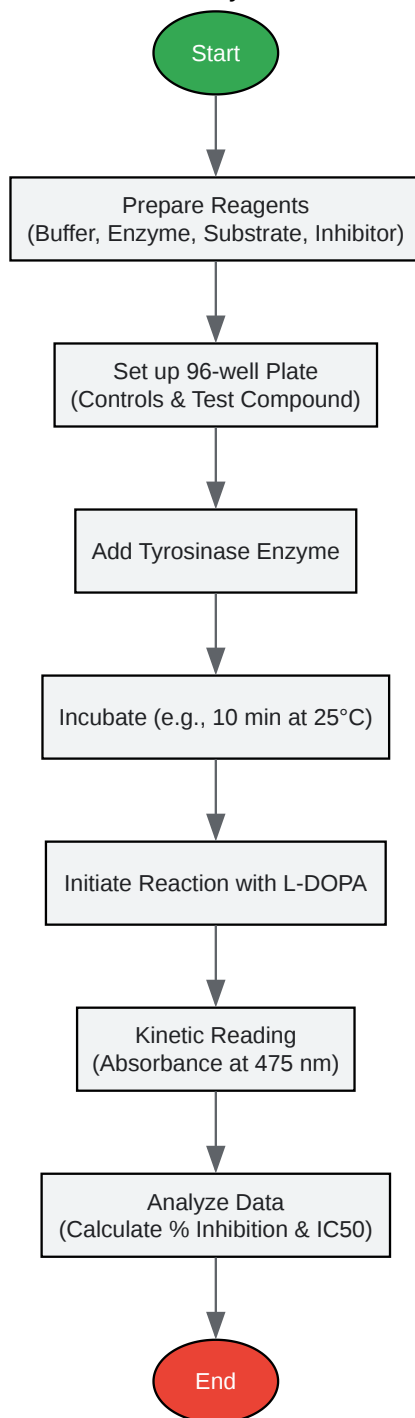 Start
Prepare Reagents
(Buffer, Enzyme, Substrate, Inhibitor)
Set up 96-well Plate
(Controls & Test Compound)
Add Tyrosinase Enzyme
Incubate (e.g., 10 min at 25°C)
Initiate Reaction with L-DOPA
Kinetic Reading
(Absorbance at 475 nm)
Analyze Data
(Calculate % Inhibition & IC50)
End